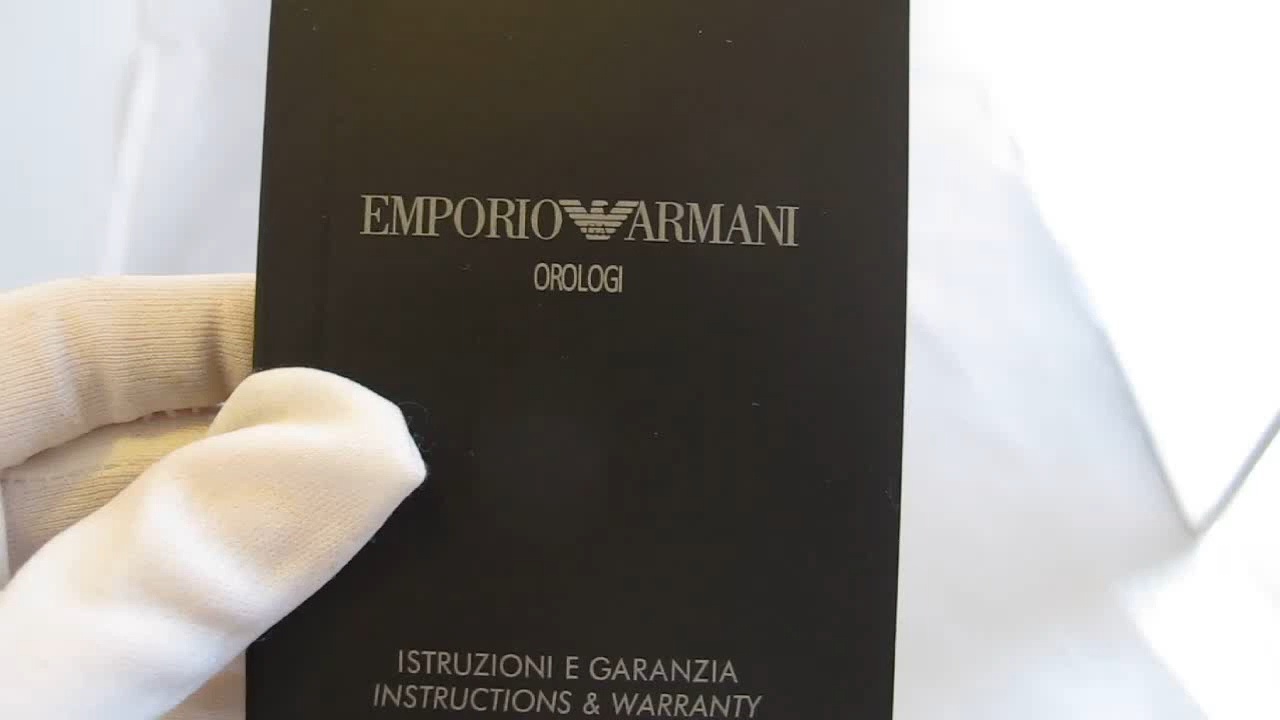 EMPORIO ARMANI
OROLOGI
ISTRUZIONI E GARANZIA
INSTRUCTIONS & WARRANTY